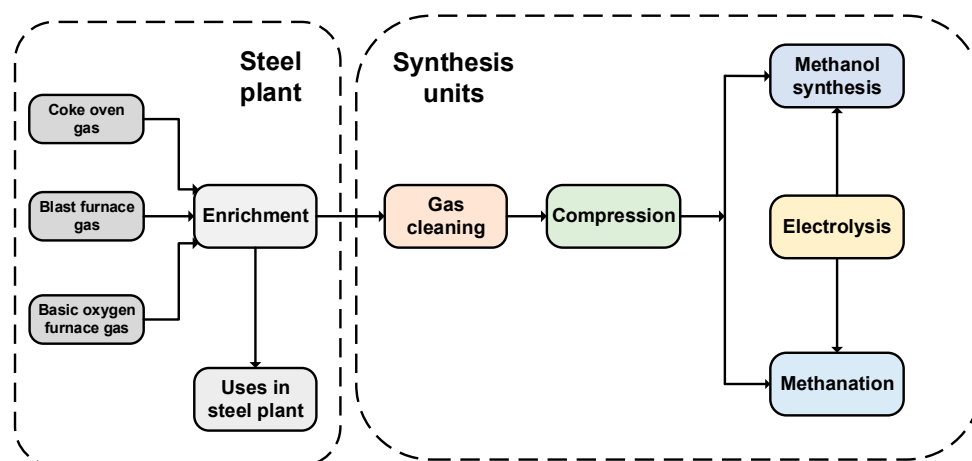 Steel
plant
Synthesis
units
Coke oven
gas
Blast furnace
gas
Basic oxygen
furnace gas
Enrichment
Uses in
steel plant
Gas
cleaning
Compression
Methanol
synthesis
Electrolysis
Methanation